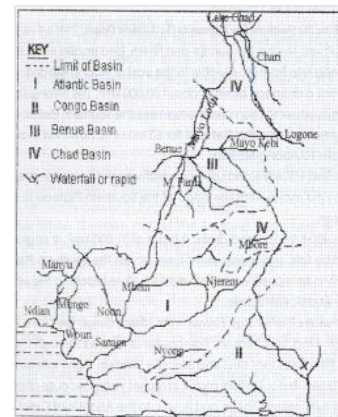 Lake Chad
Chari
KEY
Limit of Basin
I Atlantic Basin
II Congo Basin
III Benue Basin
IV Chad Basin
Waterfall or rapid
IV
Mayo Louti
Logone
Mayo Kebi
Benue
III
M. Faro
IV
Mbere
Manyu
Mbam
Njerem
Ndian
Mungo
Noun
I
Wouri
Sanaga
Nyong
II